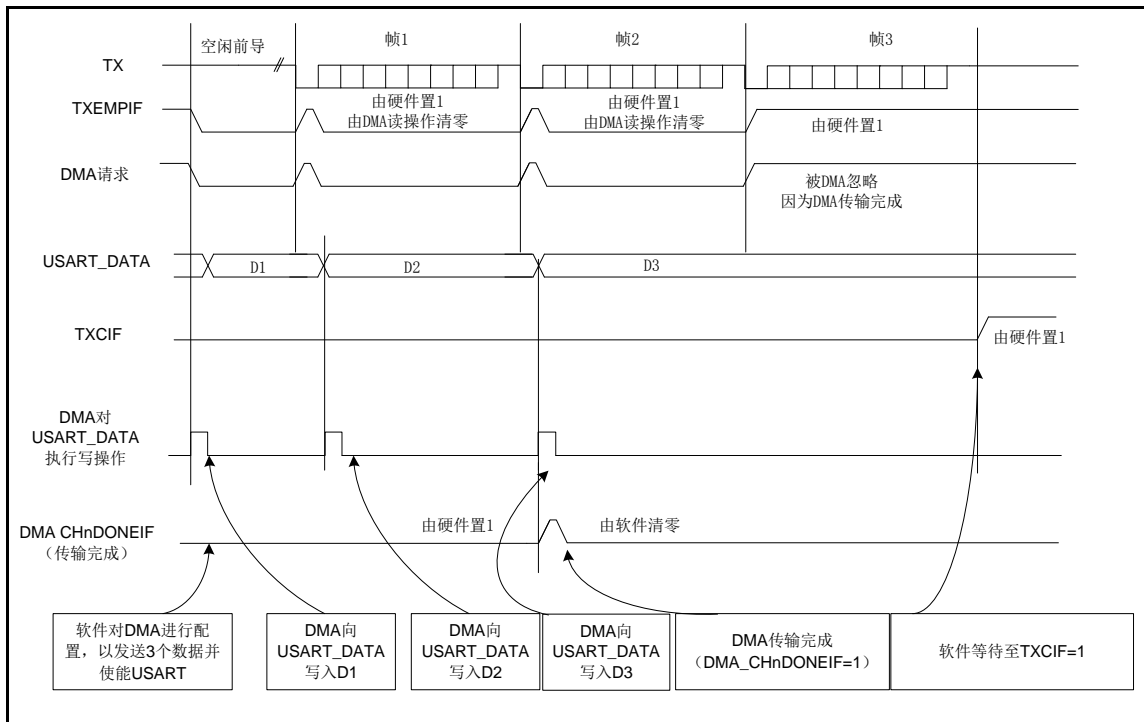 空闲前导
帧1
帧2
帧3
TX
TXEMPIF
由硬件置1
由DMA读操作清零
由硬件置1
由DMA读操作清零
由硬件置1
DMA请求
被DMA忽略
因为DMA传输完成
USART_DATA
D1
D2
D3
TXCIF
由硬件置1
DMA对
USART_DATA
执行写操作
DMA CHnDONEIF
（传输完成）
由硬件置1
由软件清零
软件对DMA进行配
置，以发送3个数据并
使能USART
DMA向
USART_DATA
写入D1
DMA向
USART_DATA
写入D2
DMA向
USART_DATA
写入D3
DMA传输完成
（DMA_CHnDONEIF=1）
软件等待至TXCIF=1